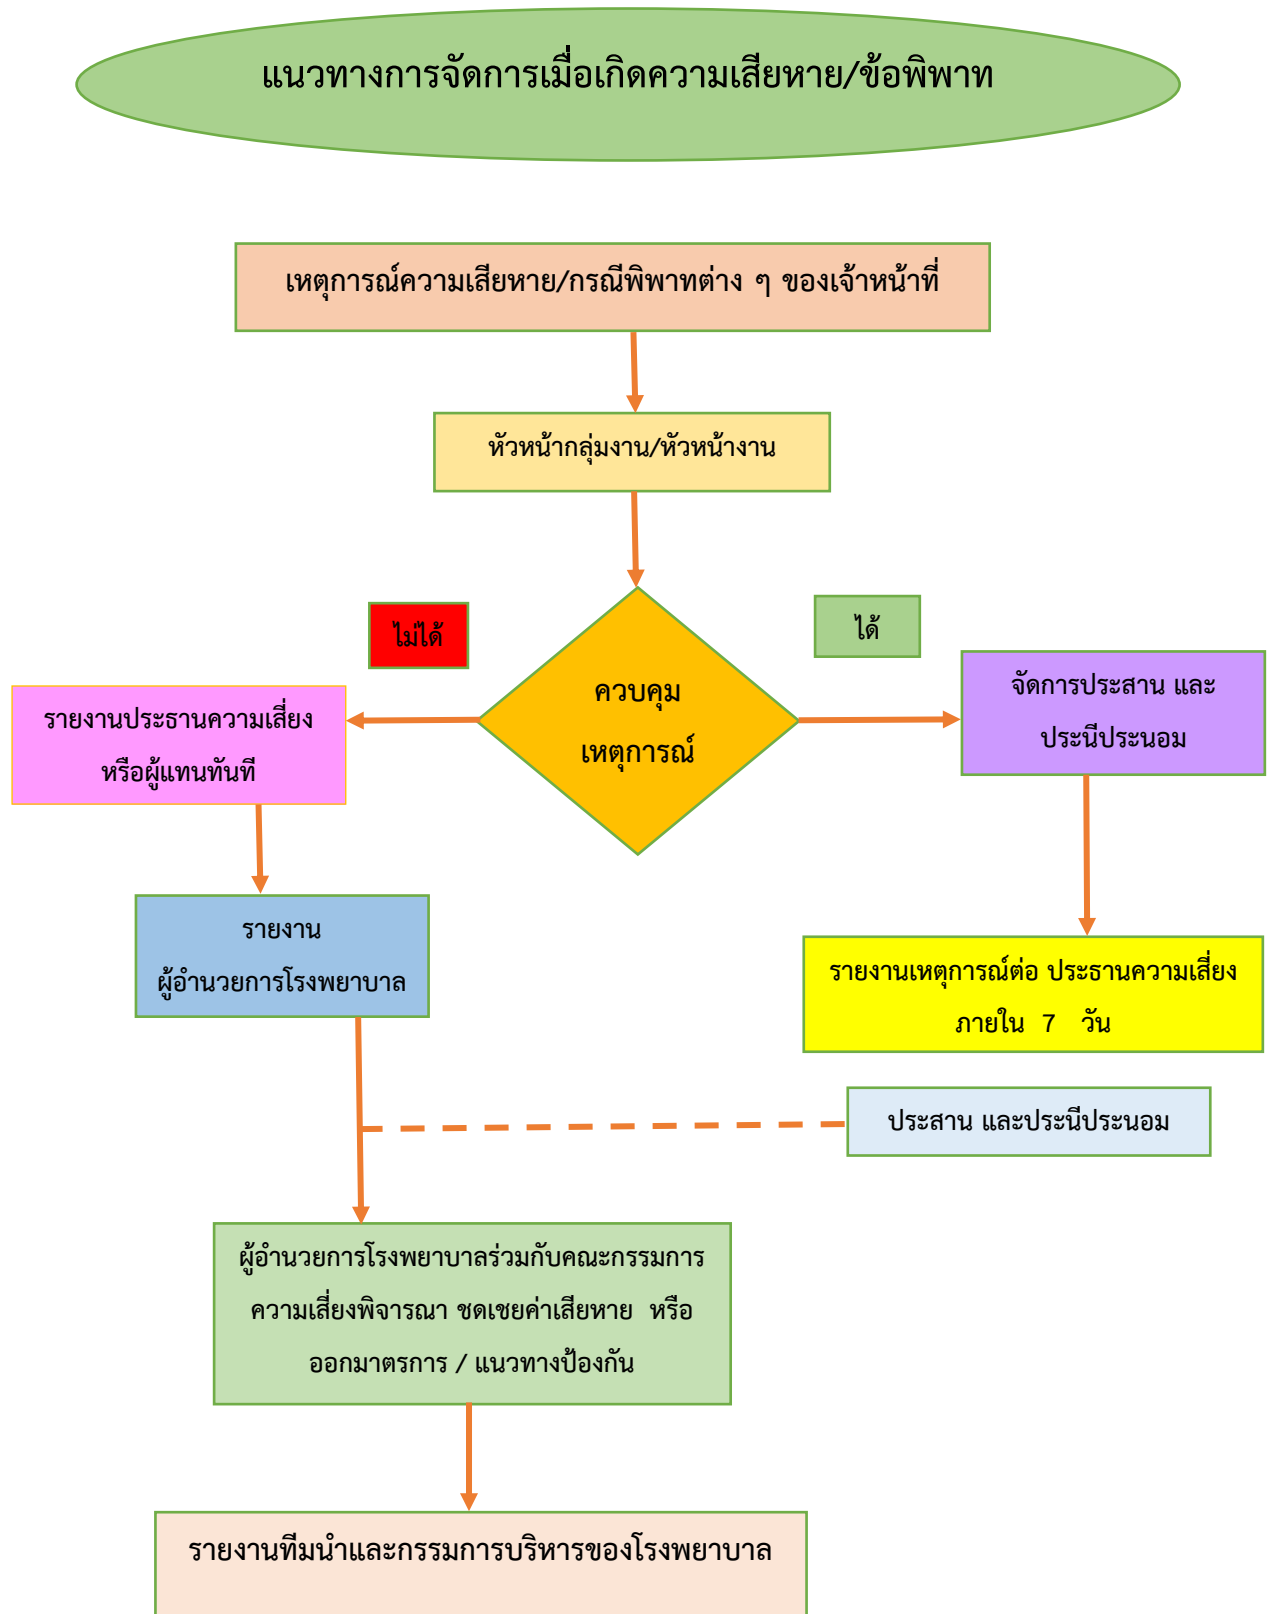 แนวทางการจัดการเมื่อเกิดความเสียหาย/ข้อพิพาท
เหตุการณ์ความเสียหาย/กรณีพิพาทต่าง ๆ ของเจ้าหน้าที่
หัวหน้ากลุ่มงาน/หัวหน้างาน
ไม่ได้
ได้
ควบคุม
เหตุการณ์
รายงานประธานความเสี่ยง
หรือผู้แทนทันที
จัดการประสาน และ
ประนีประนอม
รายงาน
ผู้อำนวยการโรงพยาบาล
รายงานเหตุการณ์ต่อ ประธานความเสี่ยง
ภายใน 7 วัน
ประสาน และประนีประนอม
ผู้อำนวยการโรงพยาบาลร่วมกับคณะกรรมการ
ความเสี่ยงพิจารณา ชดเชยค่าเสียหาย หรือ
ออกมาตรการ / แนวทางป้องกัน
รายงานทีมนำและกรรมการบริหารของโรงพยาบาล